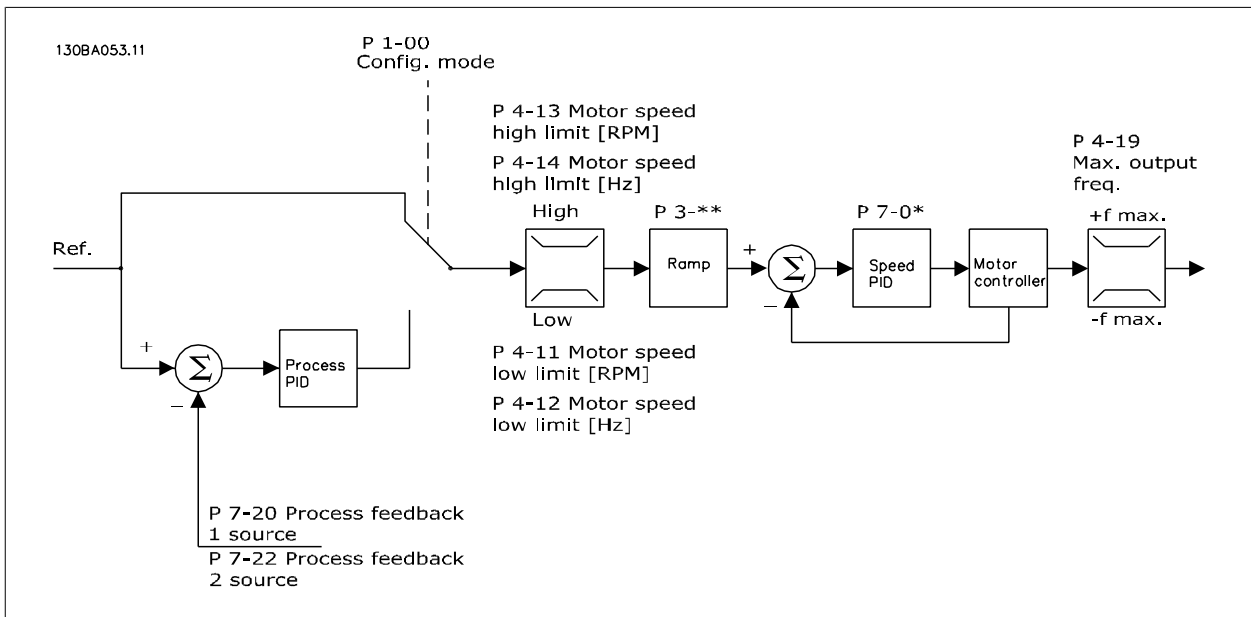 130BA053.11
P 1-00
Config. mode
P 4-13 Motor speed
high limit [RPM]
P 4-14 Motor speed
high limit [Hz]
P 4-19
Max. output
freq.
High
P 3-**
P 7-0*
+f max.
Ref.
+
Ramp
Σ
Speed
PID
Motor
controller
_
Low
-f max.
+
Σ
Process
PID
_
P 4-11 Motor speed
low limit [RPM]
P 4-12 Motor speed
low limit [Hz]
P 7-20 Process feedback
1 source
P 7-22 Process feedback
2 source